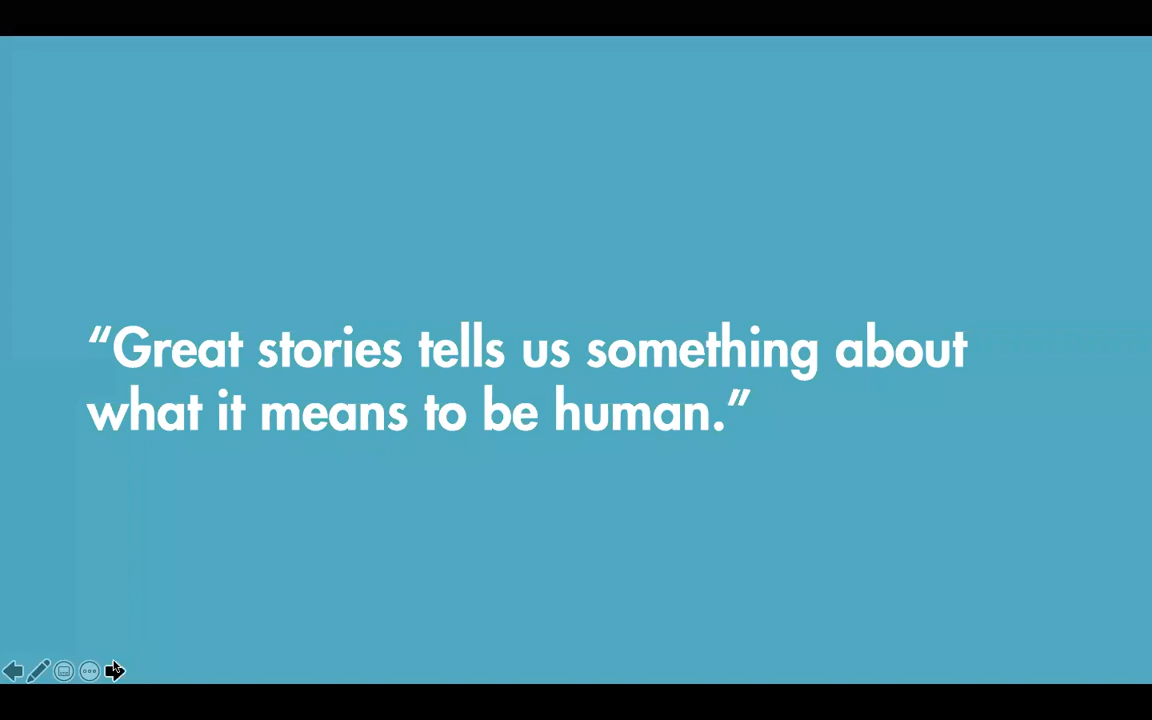 “Great stories tells us something about
what it means to be human.”